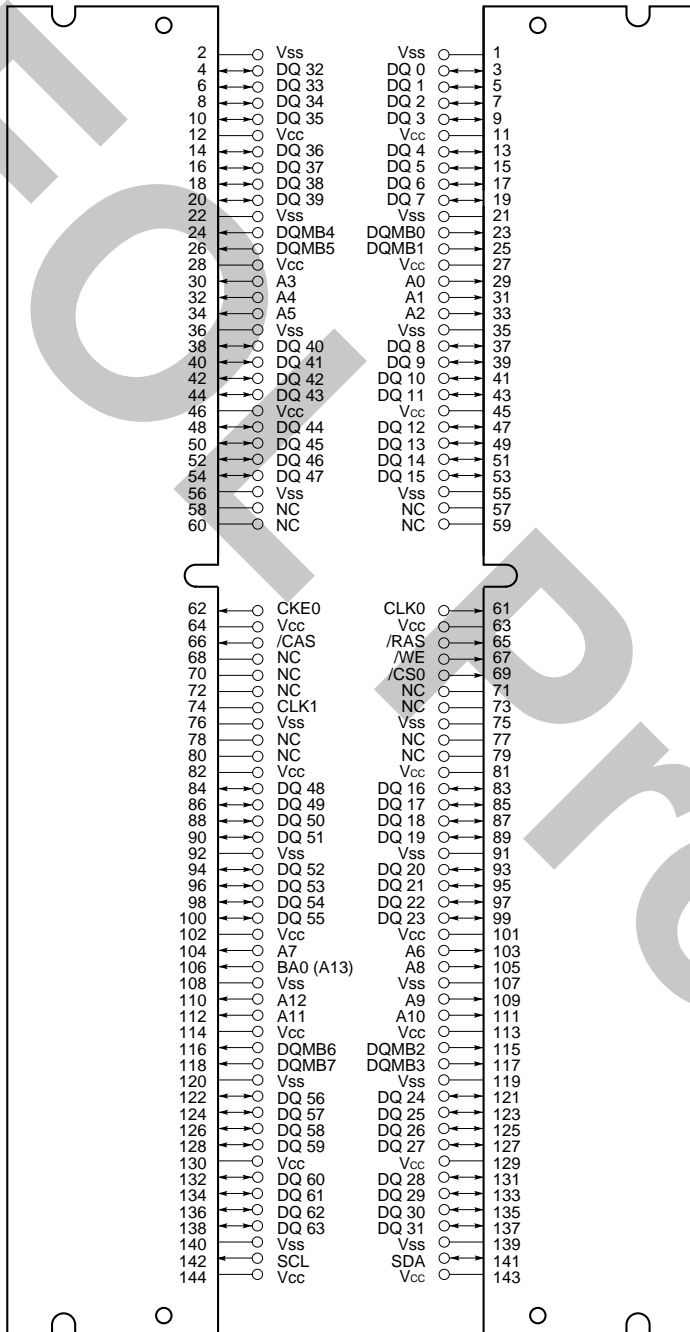 2 Vss Vss 1
4 DQ 32 DQ 0 3
6 DQ 33 DQ 1 5
8 DQ 34 DQ 2 7
10 DQ 35 DQ 3 9
12 Vcc Vcc 11
14 DQ 36 DQ 4 13
16 DQ 37 DQ 5 15
18 DQ 38 DQ 6 17
20 DQ 39 DQ 7 19
22 Vss Vss 21
24 DQMB4 DQMB0 23
26 DQMB5 DQMB1 25
28 Vcc Vcc 27
30 A3 A0 29
32 A4 A1 31
34 A5 A2 33
36 Vss Vss 35
38 DQ 40 DQ 8 37
40 DQ 41 DQ 9 39
42 DQ 42 DQ 10 41
44 DQ 43 DQ 11 43
46 Vcc Vcc 45
48 DQ 44 DQ 12 47
50 DQ 45 DQ 13 49
52 DQ 46 DQ 14 51
54 DQ 47 DQ 15 53
56 Vss Vss 55
58 NC NC 57
60 NC NC 59
62 CKE0 CLK0 61
64 Vcc Vcc 63
66 /CAS /RAS 65
68 NC /WE 67
70 NC /CS0 69
72 NC NC 71
74 CLK1 NC 73
76 Vss Vss 75
78 NC NC 77
80 NC NC 79
82 Vcc Vcc 81
84 DQ 48 DQ 16 83
86 DQ 49 DQ 17 85
88 DQ 50 DQ 18 87
90 DQ 51 DQ 19 89
92 Vss Vss 91
94 DQ 52 DQ 20 93
96 DQ 53 DQ 21 95
98 DQ 54 DQ 22 97
100 DQ 55 DQ 23 99
102 Vcc Vcc 101
104 A7 A6 103
106 BA0 (A13) A8 105
108 Vss Vss 107
110 A12 A9 109
112 A11 A10 111
114 Vcc Vcc 113
116 DQMB6 DQMB2 115
118 DQMB7 DQMB3 117
120 Vss Vss 119
122 DQ 56 DQ 24 121
124 DQ 57 DQ 25 123
126 DQ 58 DQ 26 125
128 DQ 59 DQ 27 127
130 Vcc Vcc 129
132 DQ 60 DQ 28 131
134 DQ 61 DQ 29 133
136 DQ 62 DQ 30 135
138 DQ 63 DQ 31 137
140 Vss Vss 139
142 SCL SDA 141
144 Vcc Vcc 143
EOL